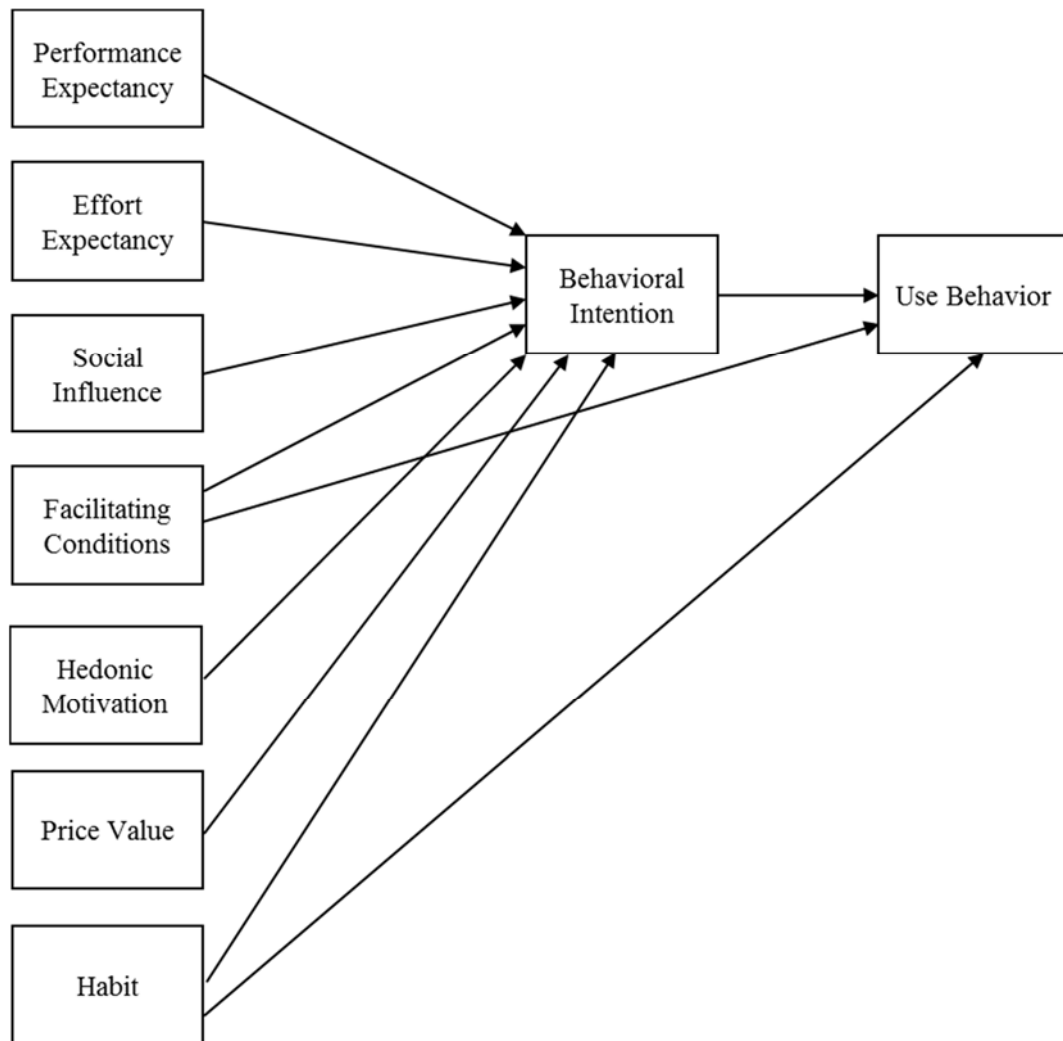 Performance
Expectancy
Effort
Expectancy
Social
Influence
Facilitating
Conditions
Hedonic
Motivation
Price Value
Habit
Behavioral
Intention
Use Behavior